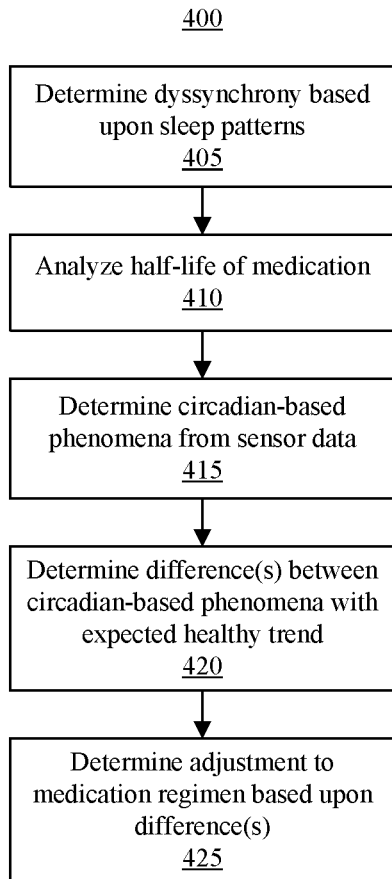 400
Determine dyssynchrony based
upon sleep patterns
405
Analyze half-life of medication
410
Determine circadian-based
phenomena from sensor data
415
Determine difference(s) between
circadian-based phenomena with
expected healthy trend
420
Determine adjustment to
medication regimen based upon
difference(s)
425